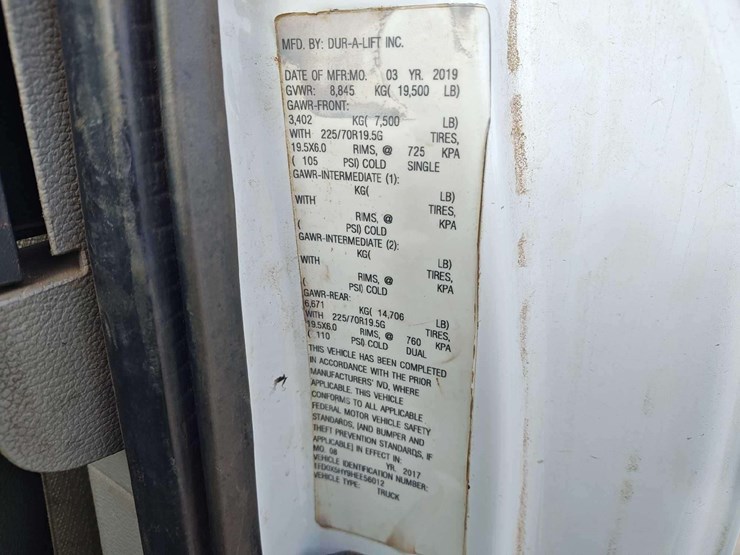 MFD. BY: DUR-A-LIFT INC.
DATE OF MFR:MO. 03 YR. 2019
GVWR: 8,845 KG( 19,500 LB)
GAWR-FRONT:
3,402 KG( 7,500 LB)
WITH 225/70R19.5G TIRES,
19.5X6.0 RIMS, @ 725 KPA
( 105 PSI) COLD SINGLE
GAWR-INTERMEDIATE (1):
KG( LB)
WITH TIRES,
RIMS, @ KPA
( PSI) COLD
GAWR-INTERMEDIATE (2):
KG( LB)
WITH TIRES,
RIMS, @ KPA
( PSI) COLD
GAWR-REAR:
6,671 KG( 14,706 LB)
WITH 225/70R19.5G TIRES,
19.5X6.0 RIMS, @ 760 KPA
( 110 PSI) COLD DUAL
THIS VEHICLE HAS BEEN COMPLETED
IN ACCORDANCE WITH THE PRIOR
MANUFACTURERS' IVD, WHERE
APPLICABLE. THIS VEHICLE
CONFORMS TO ALL APPLICABLE
FEDERAL MOTOR VEHICLE SAFETY
STANDARDS, [AND BUMPER AND
THEFT PREVENTION STANDARDS, IF
APPLICABLE] IN EFFECT IN:
MO. 08 YR. 2017
VEHICLE IDENTIFICATION NUMBER:
VEHICLE TYPE: TRUCK